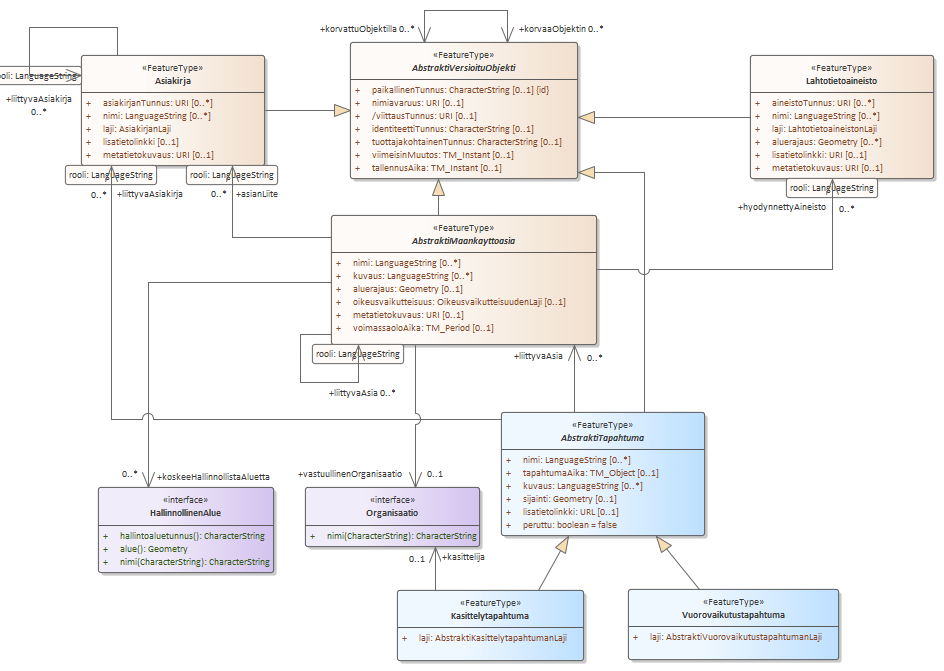 +korvattuObjektilla 0..*
+korvaaObjektin 0..*
«FeatureType»
AbstraktiVersioituObjekti
+ paikallinenTunnus: CharacterString [0..1] {id}
+ nimiavaruus: URI [0..1]
+ /viittausTunnus: URI [0..1]
+ identiteettiTunnus: CharacterString [0..1]
+ tuottajakohtainenTunnus: CharacterString [0..1]
+ viimeisinMuutos: TM_Instant [0..1]
+ tallennusAika: TM_Instant [0..1]
«FeatureType»
Asiakirja
+ asiakirjanTunnus: URI [0..*]
+ nimi: LanguageString [0..*]
+ laji: AsiakirjanLaji
+ lisatietolinkki: URI [0..1]
+ metatietokuvaus: URI [0..1]
oli: LanguageString
+liittyvaAsiakirja
0..*
rooli: LanguageString
rooli: LanguageString
0..*
+liittyvaAsiakirja
0..*
+asianLiite
«FeatureType»
Lahtotietoaineisto
+ aineistoTunnus: URI [0..*]
+ nimi: LanguageString [0..*]
+ laji: LahtotietoaineistonLaji
+ aluerajaus: Geometry [0..*]
+ lisatietolinkki: URI [0..1]
+ metatietokuvaus: URI [0..1]
rooli: LanguageString
+hyodynnettyAineisto
0..*
«FeatureType»
AbstraktiMaankayttoasia
+ nimi: LanguageString [0..*]
+ kuvaus: LanguageString [0..*]
+ aluerajaus: Geometry [0..1]
+ oikeusvaikutteisuus: OikeusvaikutteisuudenLaji [0..1]
+ metatietokuvaus: URI [0..1]
+ voimassaoloAika: TM_Period [0..1]
rooli: LanguageString
+liittyvaAsia 0..*
+liittyvaAsia
0..*
«FeatureType»
AbstraktiTapahtuma
+ nimi: LanguageString [0..*]
+ tapahtumaAika: TM_Object [0..1]
+ kuvaus: LanguageString [0..*]
+ sijainti: Geometry [0..1]
+ lisatietolinkki: URL [0..1]
+ peruttu: boolean = false
0..*
+koskeeHallinnollistaAluetta
+vastuullinenOrganisaatio
0..1
«interface»
HallinnollinenAlue
+ hallintoaluetunnus(): CharacterString
+ alue(): Geometry
+ nimi(CharacterString): CharacterString
«interface»
Organisaatio
+ nimi(CharacterString): CharacterString
0..1
+kasittelija
«FeatureType»
Kasittelytapahtuma
+ laji: AbstraktiKasittelytapahtumanLaji
«FeatureType»
Vuorovaikutustapahtuma
+ laji: AbstraktiVuorovaikutustapahtumanLaji